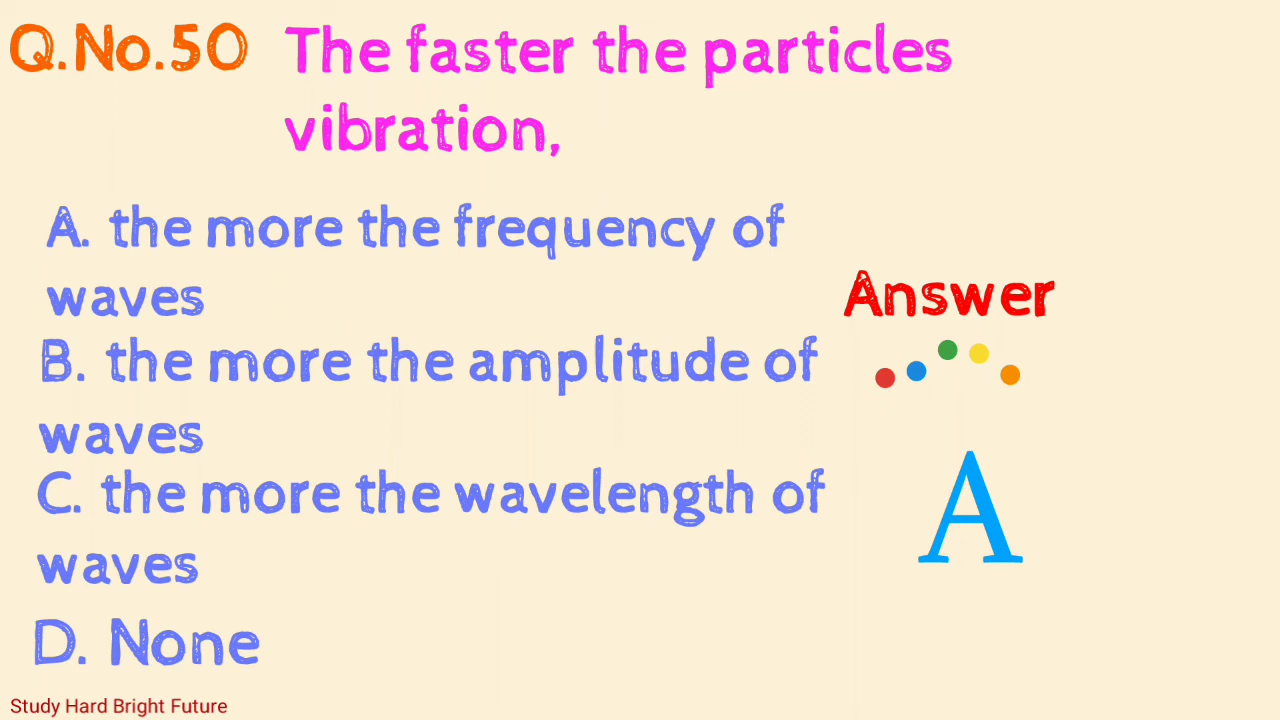 Q.No.50 The faster the particles
vibration,
A. the more the frequency of
waves
B. the more the amplitude of
waves
C. the more the wavelength of
waves
D. None
Answer
A
Study Hard Bright Future